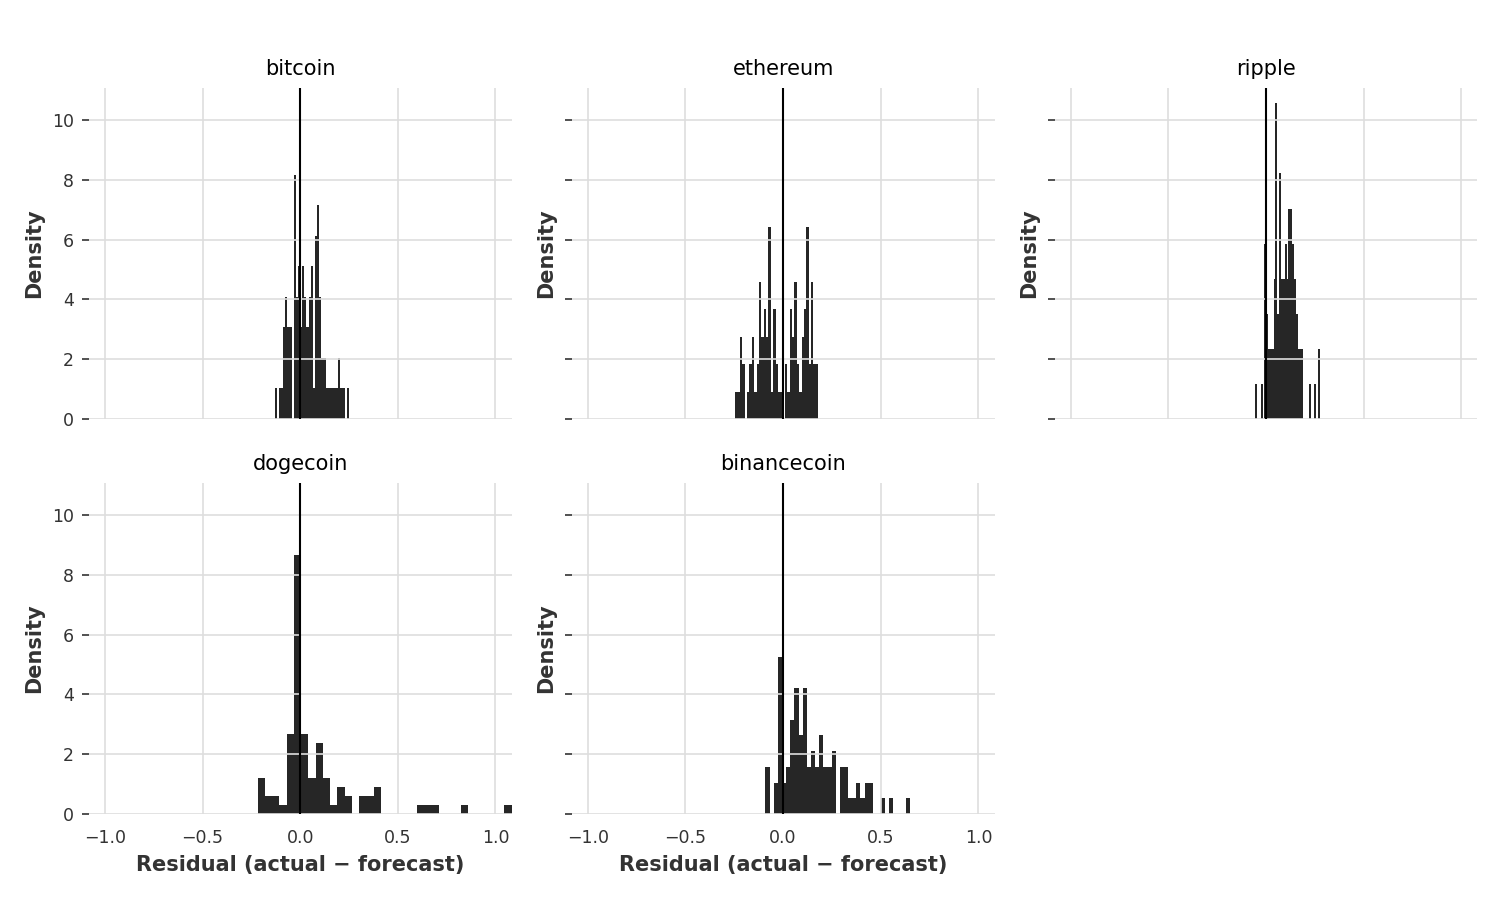 bitcoin
ethereum
ripple
Density
10
8
6
4
2
0
Density
Density
dogecoin
binancecoin
Density
10
8
6
4
2
0
Density
−1.0 −0.5 0.0 0.5 1.0
−1.0 −0.5 0.0 0.5 1.0
Residual (actual − forecast)
Residual (actual − forecast)